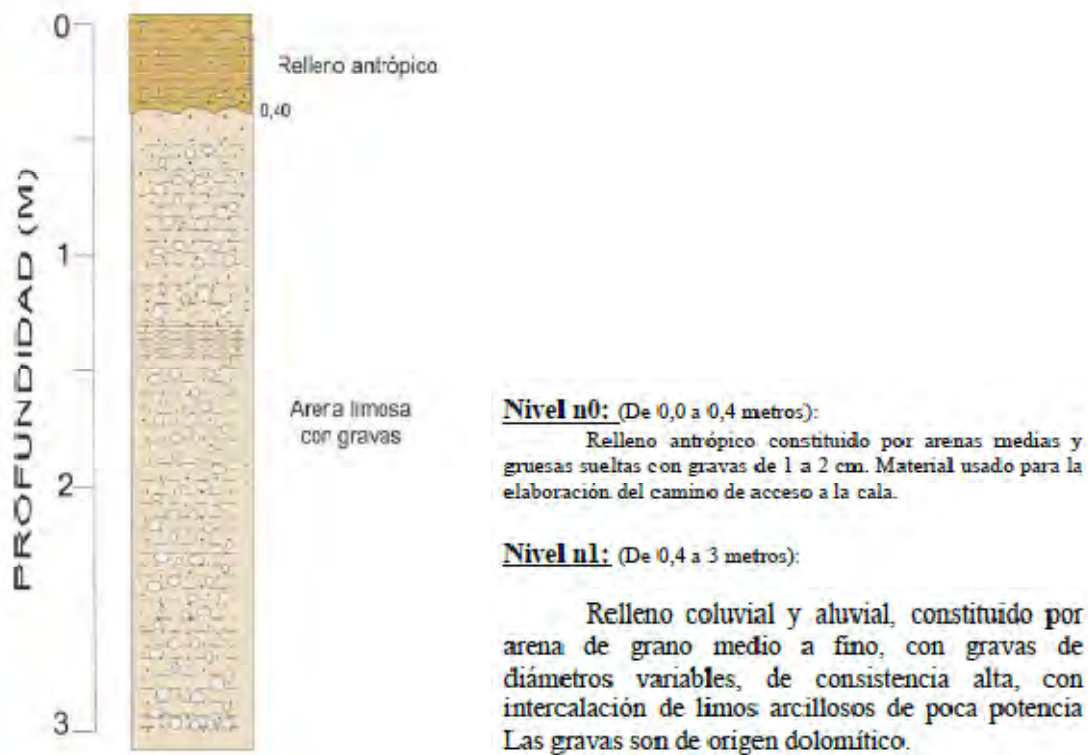 PROFUNDIDAD (M)
0
Relleno antrópico
0,40
1
Arena limosa
con gravas
2
3
Nivel n0: (De 0,0 a 0,4 metros):
Relleno antrópico constituido por arenas medias y
gruesas sueltas con gravas de 1 a 2 cm. Material usado para la
elaboración del camino de acceso a la cala.
Nivel n1: (De 0,4 a 3 metros):
Relleno coluvial y aluvial, constituido por
arena de grano medio a fino, con gravas de
diámetros variables, de consistencia alta, con
intercalación de limos arcillosos de poca potencia
Las gravas son de origen dolomítico.